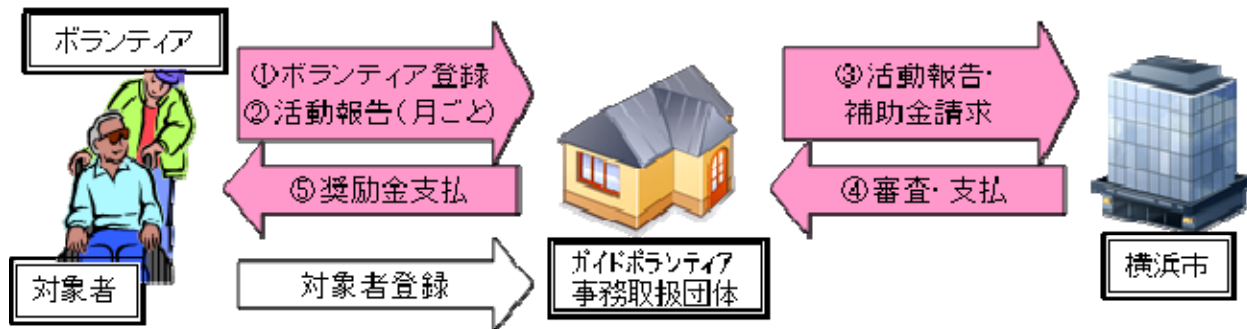 ボランティア
①ボランティア登録
②活動報告(月ごと)
⑤奨励金支払
対象者
対象者登録
ガイドボランティア
事務取扱団体
③活動報告・
補助金請求
④審査・支払
横浜市